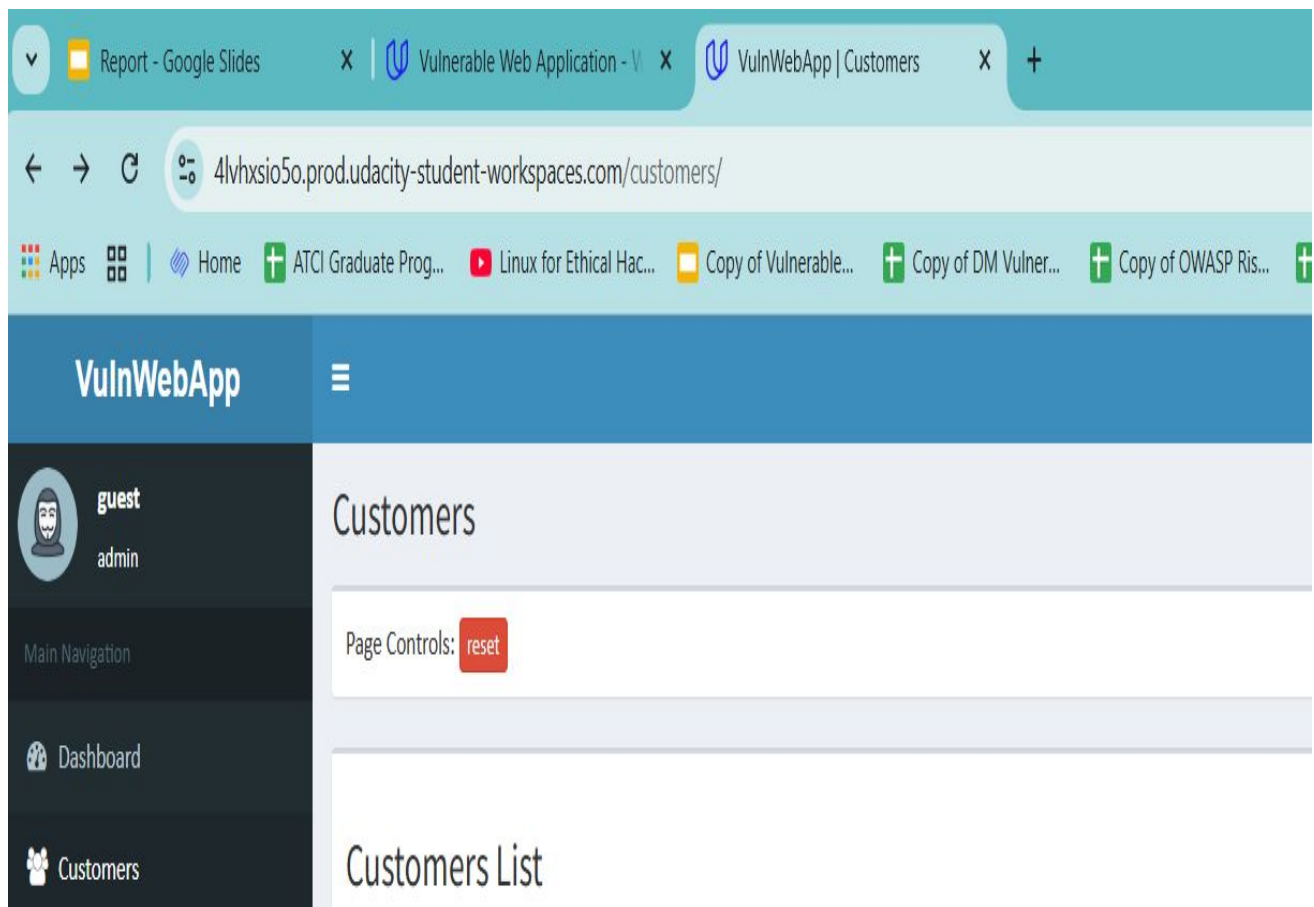 Report - Google Slides
Vulnerable Web Application -
VulnWebApp | Customers
4lvhxsio5o.prod.udacity-student-workspaces.com/customers/
Apps Home ATCI Graduate Prog... Linux for Ethical Hac... Copy of Vulnerable... Copy of DM Vulner... Copy of OWASP Ris...
VulnWebApp
guest
admin
Customers
Page Controls: reset
Main Navigation
Dashboard
Customers
Customers List